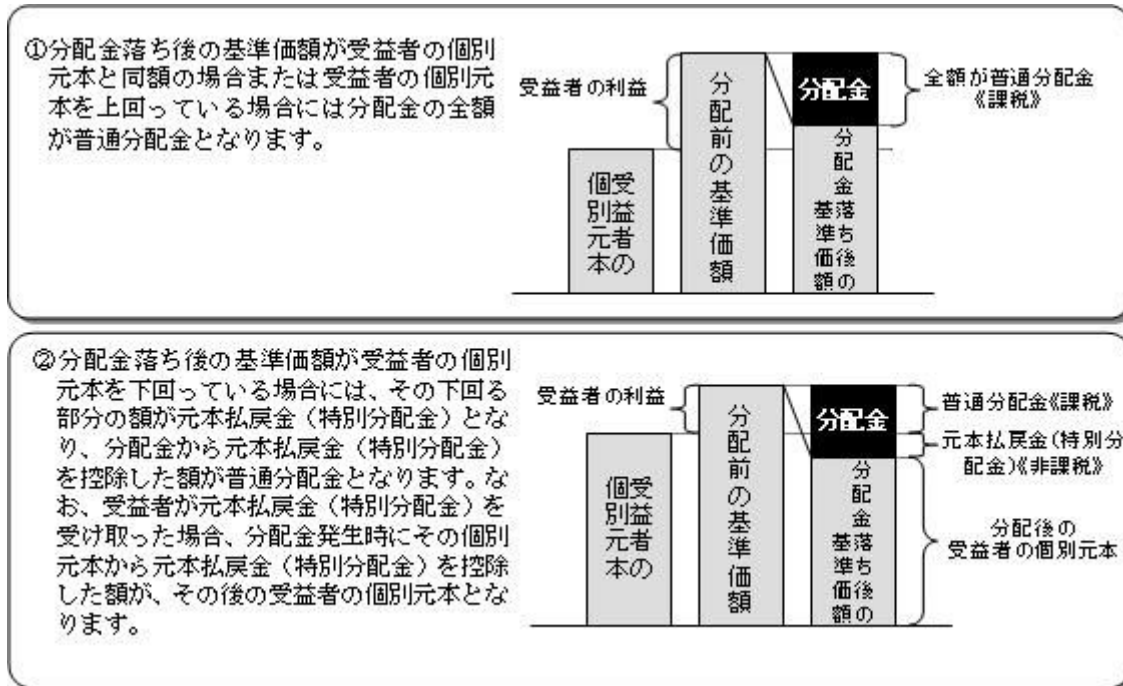 ①分配金落ち後の基準価額が受益者の個別
元本と同額の場合または受益者の個別元
本を上回っている場合には分配金の全額
が普通分配金となります。
受益者の利益
受益者の
個別元本
分配前の基準価額
分配金
分配金落ち後の
基準価額
全額が普通分配金
《課税》
②分配金落ち後の基準価額が受益者の個別
元本を下回っている場合には、その下回る
部分の額が元本払戻金（特別分配金）とな
り、分配金から元本払戻金（特別分配金）
を控除した額が普通分配金となります。な
お、受益者が元本払戻金（特別分配金）を
受け取った場合、分配金発生時にその個別
元本から元本払戻金（特別分配金）を控除
した額が、その後の受益者の個別元本とな
ります。
受益者の利益
受益者の
個別元本
分配前の基準価額
分配金
分配金落ち後の
基準価額
普通分配金《課税》
元本払戻金(特別分
配金)《非課税》
分配後の
受益者の個別元本